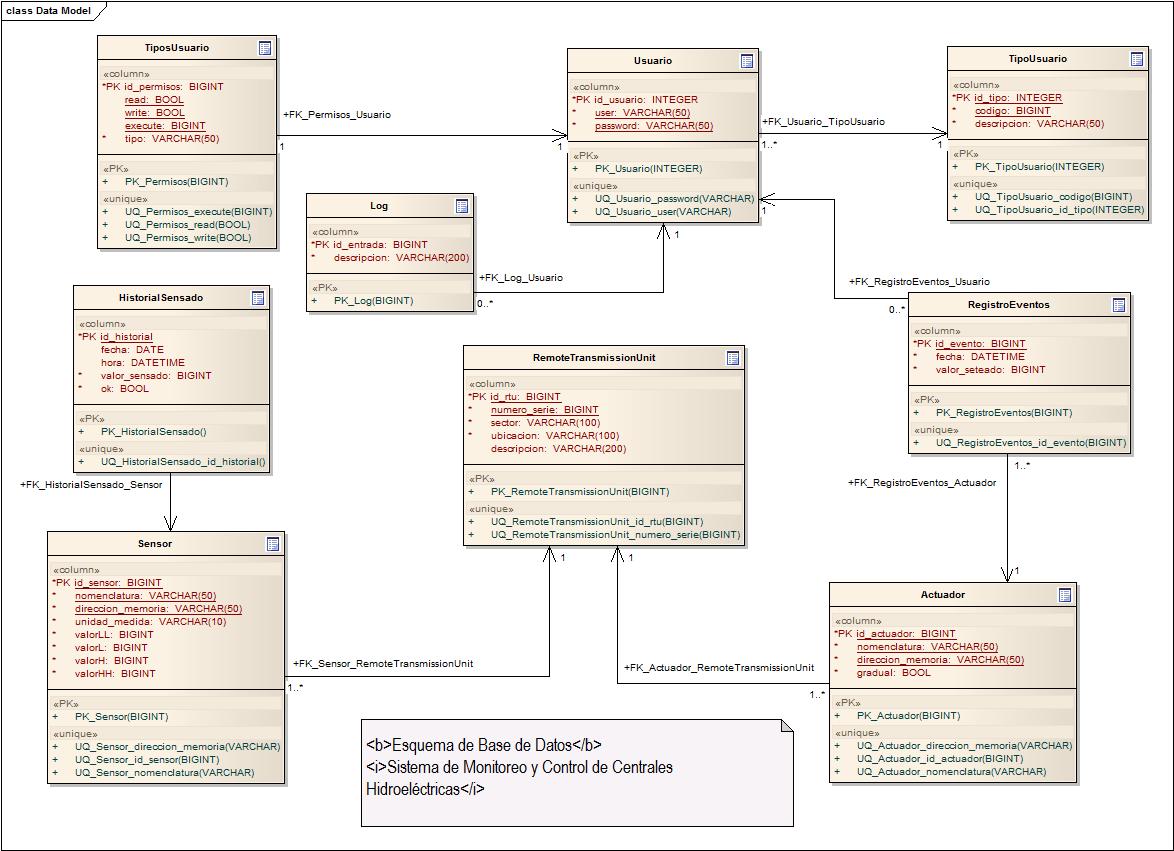 class Data Model
TiposUsuario
«column»
*PK id_permisos: BIGINT
read: BOOL
write: BOOL
execute: BIGINT
* tipo: VARCHAR(50)
«PK»
+ PK_Permisos(BIGINT)
«unique»
+ UQ_Permisos_execute(BIGINT)
+ UQ_Permisos_read(BOOL)
+ UQ_Permisos_write(BOOL)
+FK_Permisos_Usuario
1
1
Usuario
«column»
*PK id_usuario: INTEGER
* user: VARCHAR(50)
* password: VARCHAR(50)
«PK»
+ PK_Usuario(INTEGER)
«unique»
+ UQ_Usuario_password(VARCHAR)
+ UQ_Usuario_user(VARCHAR)
+FK_Usuario_TipoUsuario
1..*
1
TipoUsuario
«column»
*PK id_tipo: INTEGER
* codigo: BIGINT
* descripcion: VARCHAR(50)
«PK»
+ PK_TipoUsuario(INTEGER)
«unique»
+ UQ_TipoUsuario_codigo(BIGINT)
+ UQ_TipoUsuario_id_tipo(INTEGER)
Log
«column»
*PK id_entrada: BIGINT
* descripcion: VARCHAR(200)
«PK»
+ PK_Log(BIGINT)
+FK_Log_Usuario
0..*
1
1
+FK_RegistroEventos_Usuario
0..*
HistorialSensado
«column»
*PK id_historial
fecha: DATE
hora: DATETIME
* valor_sensado: BIGINT
* ok: BOOL
«PK»
+ PK_HistorialSensado()
«unique»
+ UQ_HistorialSensado_id_historial()
+FK_HistorialSensado_Sensor
RemoteTransmissionUnit
«column»
*PK id_rtu: BIGINT
* numero_serie: BIGINT
* sector: VARCHAR(100)
* ubicacion: VARCHAR(100)
descripcion: VARCHAR(200)
«PK»
+ PK_RemoteTransmissionUnit(BIGINT)
«unique»
+ UQ_RemoteTransmissionUnit_id_rtu(BIGINT)
+ UQ_RemoteTransmissionUnit_numero_serie(BIGINT)
1
1
RegistroEventos
«column»
*PK id_evento: BIGINT
* fecha: DATETIME
* valor_seteado: BIGINT
«PK»
+ PK_RegistroEventos(BIGINT)
«unique»
+ UQ_RegistroEventos_id_evento(BIGINT)
1..*
+FK_RegistroEventos_Actuador
1
Sensor
«column»
*PK id_sensor: BIGINT
* nomenclatura: VARCHAR(50)
* direccion_memoria: VARCHAR(50)
* unidad_medida: VARCHAR(10)
* valorLL: BIGINT
* valorL: BIGINT
* valorH: BIGINT
* valorHH: BIGINT
«PK»
+ PK_Sensor(BIGINT)
«unique»
+ UQ_Sensor_direccion_memoria(VARCHAR)
+ UQ_Sensor_id_sensor(BIGINT)
+ UQ_Sensor_nomenclatura(VARCHAR)
+FK_Sensor_RemoteTransmissionUnit
1..*
+FK_Actuador_RemoteTransmissionUnit
1..*
Actuador
«column»
*PK id_actuador: BIGINT
* nomenclatura: VARCHAR(50)
* direccion_memoria: VARCHAR(50)
* gradual: BOOL
«PK»
+ PK_Actuador(BIGINT)
«unique»
+ UQ_Actuador_direccion_memoria(VARCHAR)
+ UQ_Actuador_id_actuador(BIGINT)
+ UQ_Actuador_nomenclatura(VARCHAR)
<b>Esquema de Base de Datos</b>
<i>Sistema de Monitoreo y Control de Centrales
Hidroeléctricas</i>